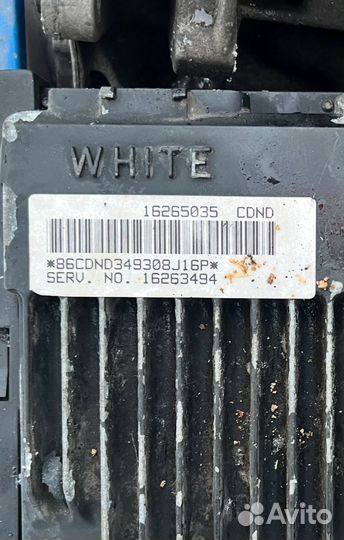 WHITE
16265035 CDND
*86CDND349308J16P*
SERV. NO. 16263494
Avito